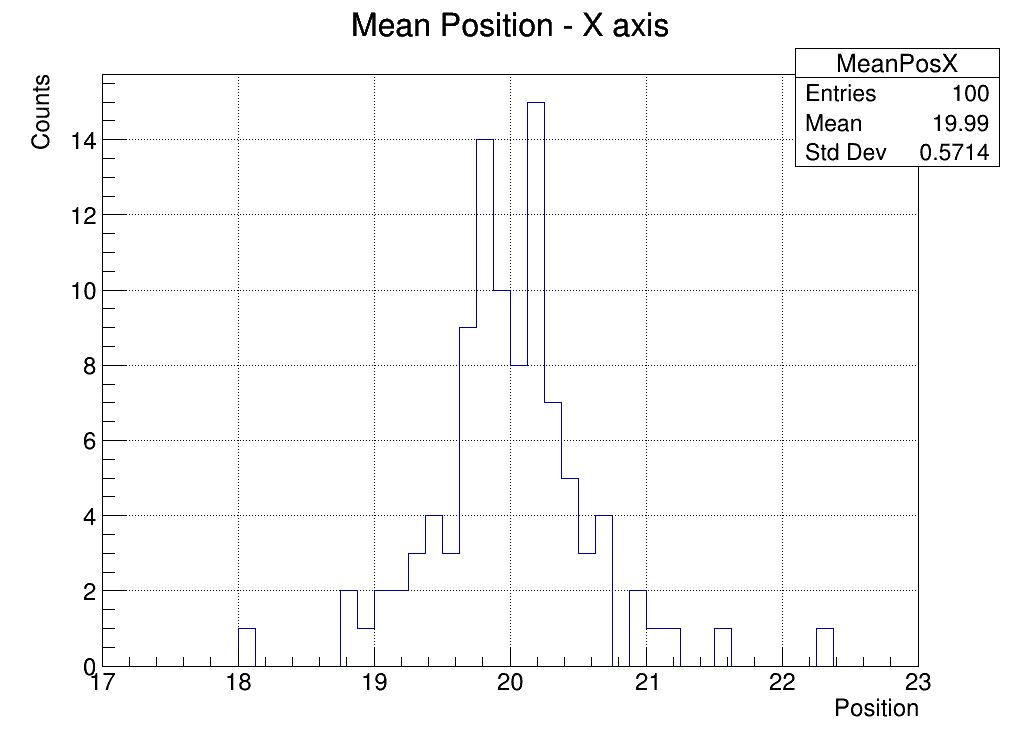 Mean Position - X axis
MeanPosX
Entries 100
Mean 19.99
Std Dev 0.5714
Counts
14
12
10
8
6
4
2
0
17 18 19 20 21 22 23
Position